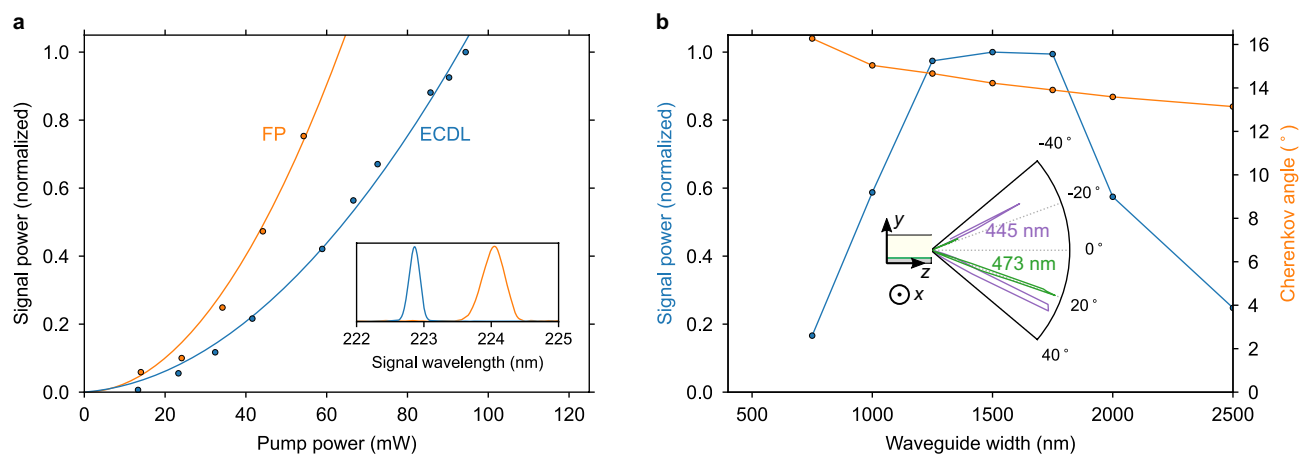 a
Signal power (normalized)
1.0
0.8
0.6
0.4
0.2
0.0
FP
ECDL
222 223 224 225
Signal wavelength (nm)
0 20 40 60 80 100 120
Pump power (mW)
b
Signal power (normalized)
1.0
0.8
0.6
0.4
0.2
0.0
-40°
-20°
0°
20°
40°
445 nm
473 nm
y
z
x
16
14
12
10
8
6
4
2
0
Cherenkov angle (°)
500 1000 1500 2000 2500
Waveguide width (nm)